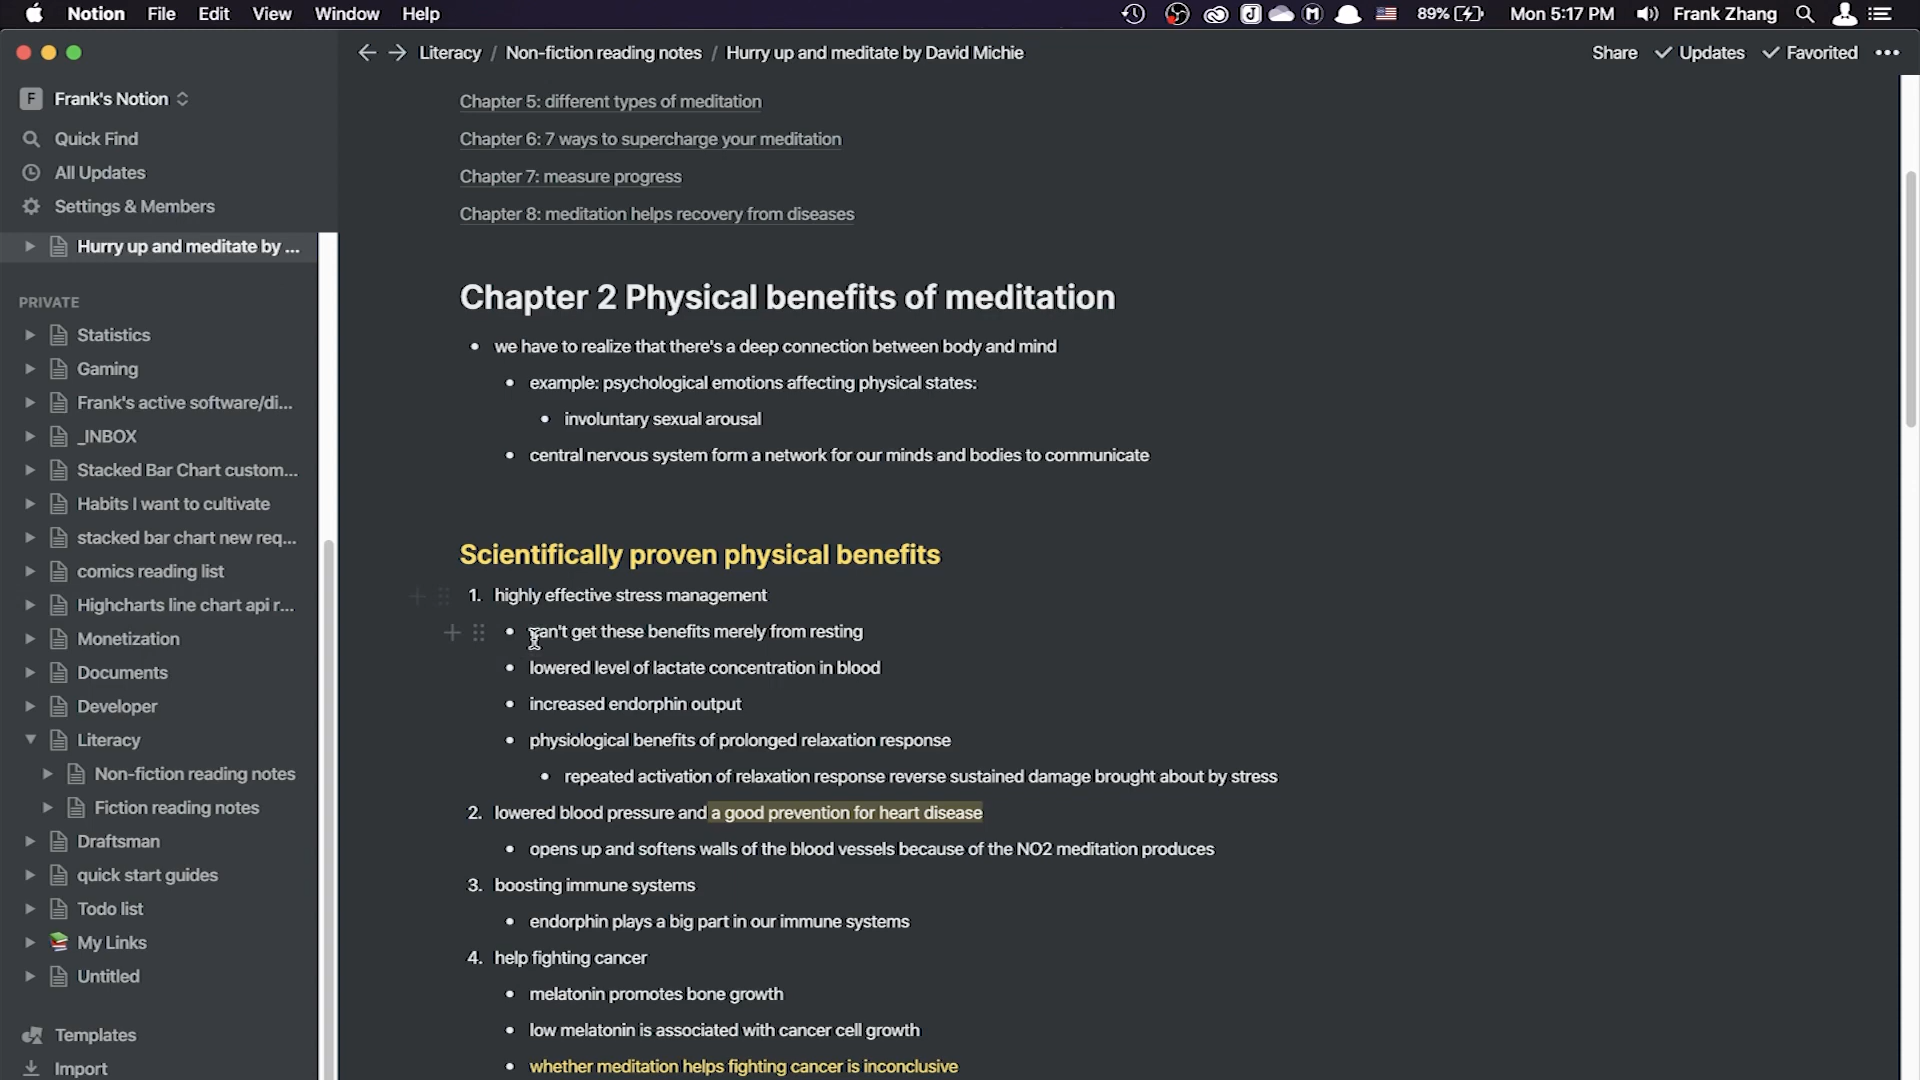 Notion File Edit View Window Help 89% Mon 5:17 PM Frank Zhang
Literacy / Non-fiction reading notes / Hurry up and meditate by David Michie Share Updates Favorited
F Frank's Notion
Quick Find
All Updates
Settings & Members
Hurry up and meditate by ...
PRIVATE
Statistics
Gaming
Frank's active software/di...
_INBOX
Stacked Bar Chart custom...
Habits I want to cultivate
stacked bar chart new req...
comics reading list
Highcharts line chart api r...
Monetization
Documents
Developer
Literacy
Non-fiction reading notes
Fiction reading notes
Draftsman
quick start guides
Todo list
My Links
Untitled
Templates
Import
Chapter 5: different types of meditation
Chapter 6: 7 ways to supercharge your meditation
Chapter 7: measure progress
Chapter 8: meditation helps recovery from diseases
Chapter 2 Physical benefits of meditation
• we have to realize that there's a deep connection between body and mind
• example: psychological emotions affecting physical states:
• involuntary sexual arousal
• central nervous system form a network for our minds and bodies to communicate
Scientifically proven physical benefits
1. highly effective stress management
• can't get these benefits merely from resting
• lowered level of lactate concentration in blood
• increased endorphin output
• physiological benefits of prolonged relaxation response
• repeated activation of relaxation response reverse sustained damage brought about by stress
2. lowered blood pressure and a good prevention for heart disease
• opens up and softens walls of the blood vessels because of the NO2 meditation produces
3. boosting immune systems
• endorphin plays a big part in our immune systems
4. help fighting cancer
• melatonin promotes bone growth
• low melatonin is associated with cancer cell growth
• whether meditation helps fighting cancer is inconclusive